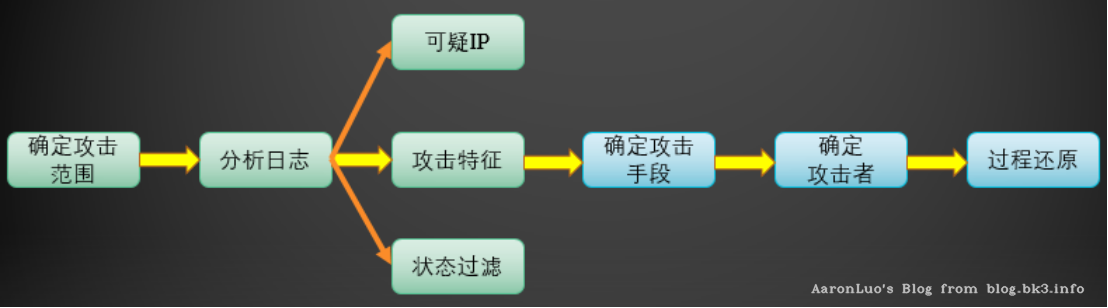 可疑IP
确定攻击
范围
分析日志
攻击特征
确定攻击
手段
确定
攻击者
过程还原
状态过滤
AaronLuo's Blog from blog.bk3.info